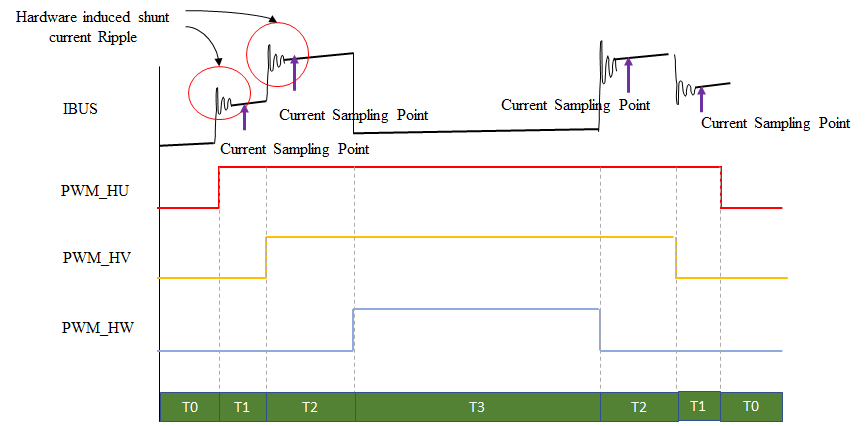 Hardware induced shunt
current Ripple
IBUS
Current Sampling Point
Current Sampling Point
Current Sampling Point
Current Sampling Point
PWM_HU
PWM_HV
PWM_HW
T0 T1 T2 T3 T2 T1 T0